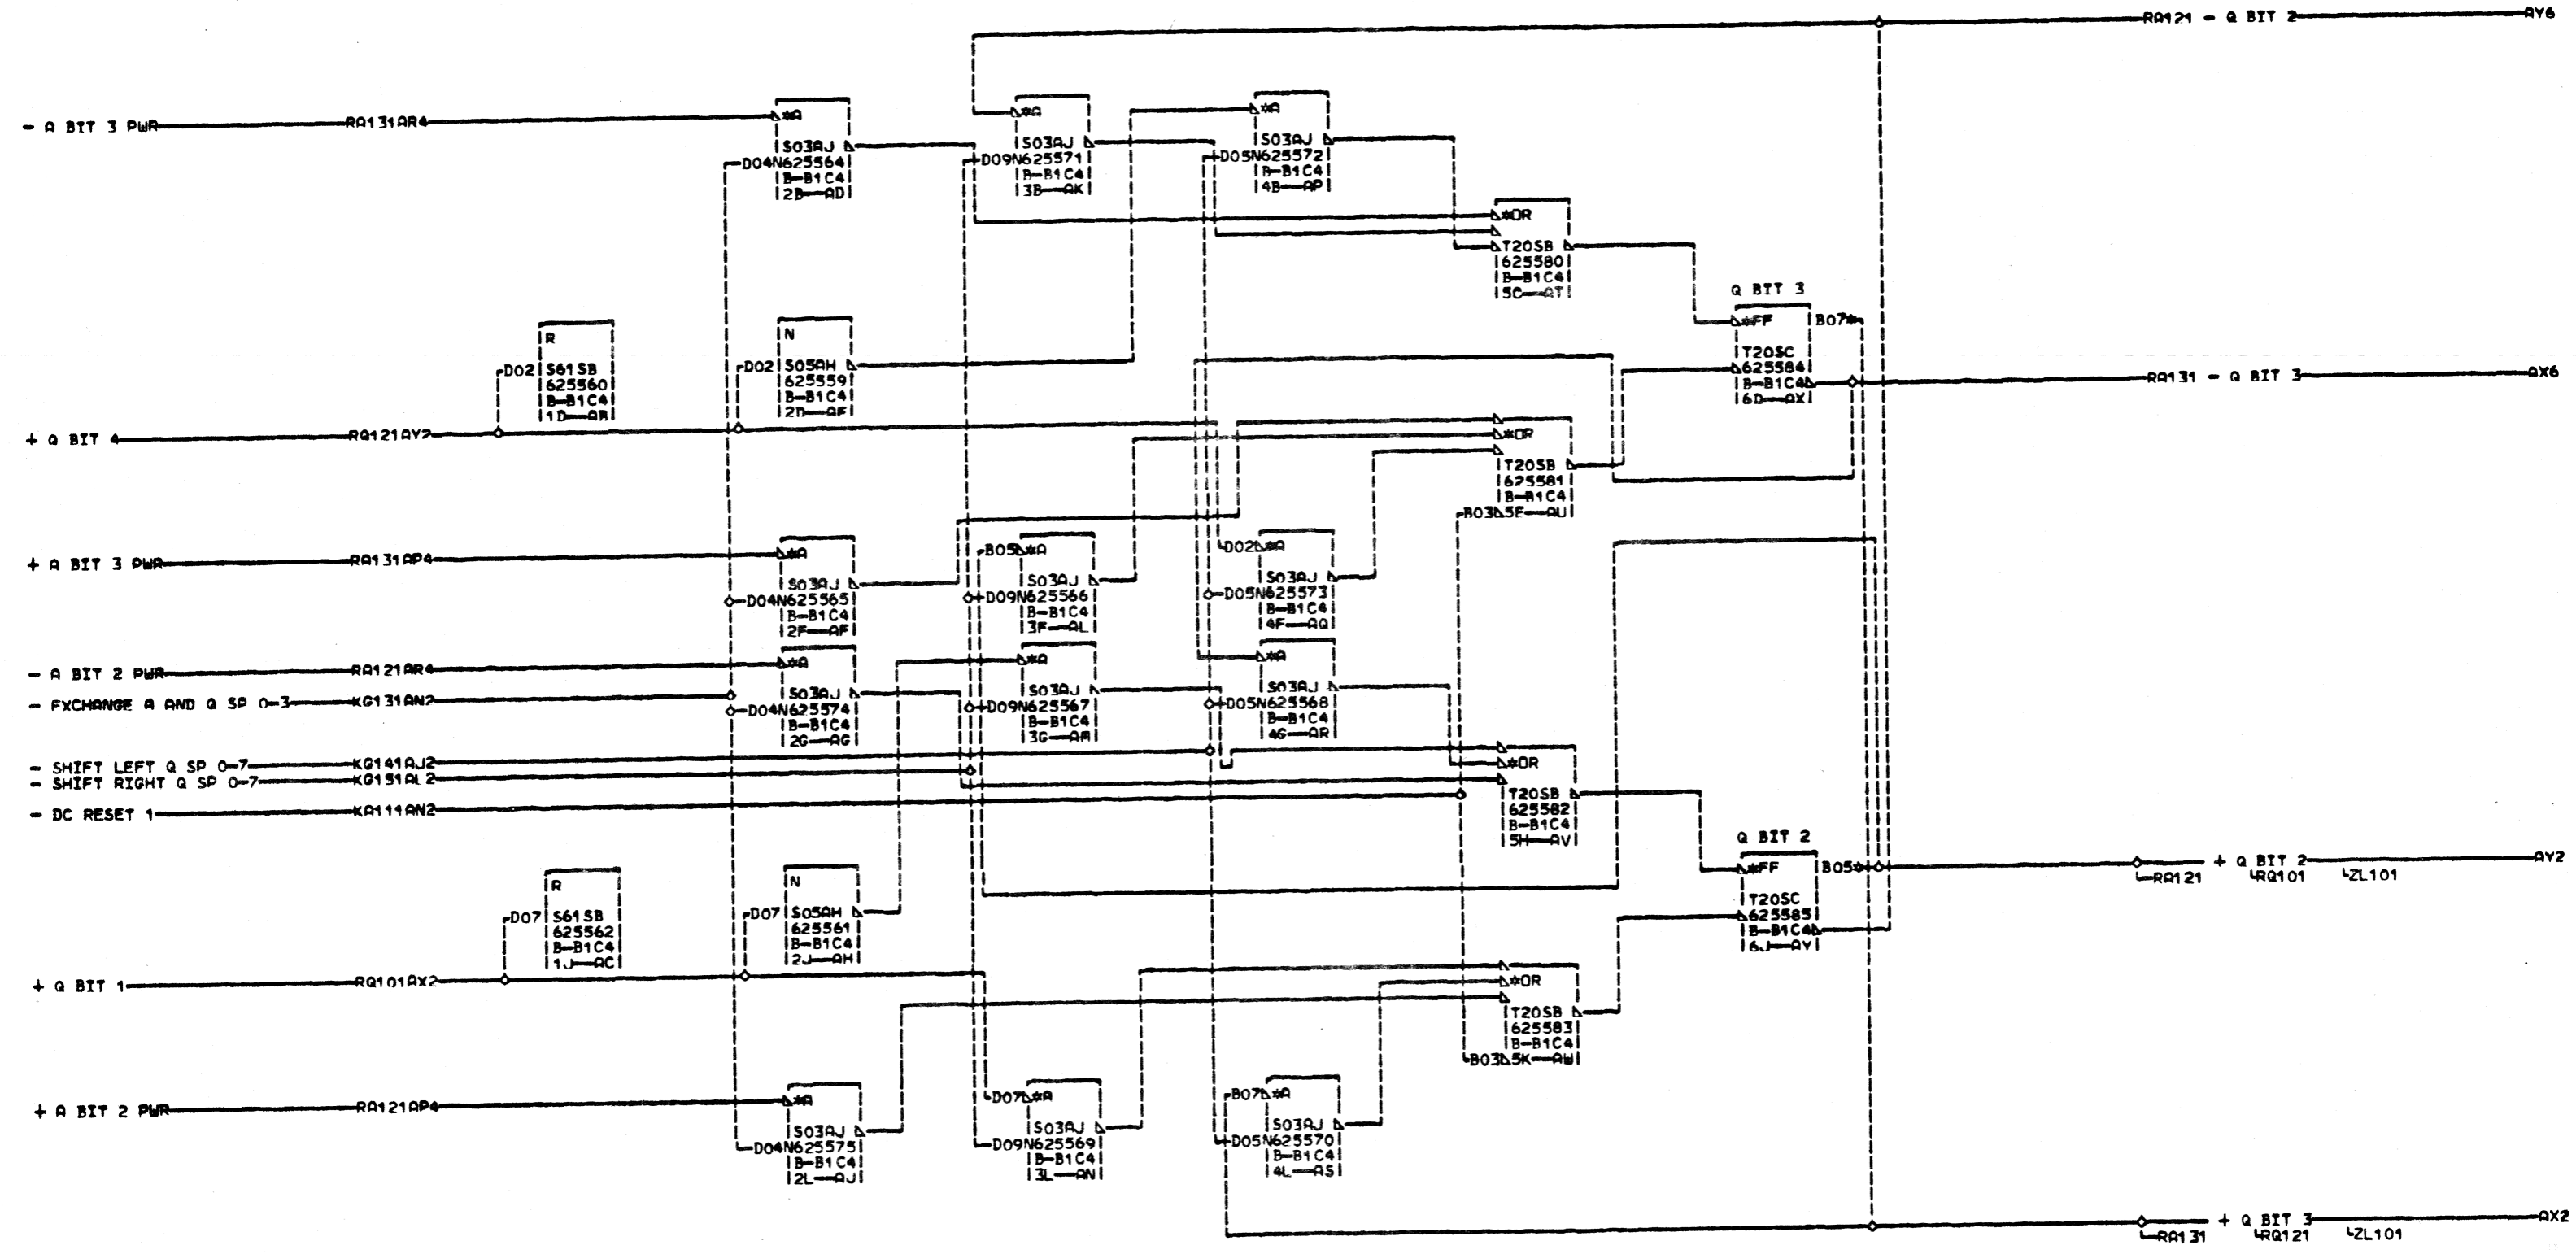 RA121 - Q BIT 2 AY6
- A BIT 3 PWR RA131AR4
*A
S03AJ
D04N625564
B-B1C4
2B-AD
*A
S03AJ
D09N625571
B-B1C4
3B-AK
*A
S03AJ
D05N625572
B-B1C4
4B-AP
*OR
T20SB
625580
B-B1C4
5C-AT
Q BIT 3
*FF B07*
T20SC
625584
B-B1C4
6D-AX
RA131 - Q BIT 3 AX6
R
D02 S61SB
625560
B-B1C4
1D-AB
N
D02 S05AH
625559
B-B1C4
2D-AE
+ Q BIT 4 RQ121AY2
*OR
T20SB
625581
B-B1C4
B03 5E-AU
+ A BIT 3 PWR RA131AP4
*A
S03AJ
D04N625565
B-B1C4
2F-AF
B05 *A
S03AJ
D09N625566
B-B1C4
3F-AL
D02 *A
S03AJ
D05N625573
B-B1C4
4F-AQ
- A BIT 2 PWR RA121AR4
- EXCHANGE A AND Q SP 0-3 KG131AN2
*A
S03AJ
D04N625574
B-B1C4
2G-AG
*A
S03AJ
D09N625567
B-B1C4
3G-AM
*A
S03AJ
D05N625568
B-B1C4
4G-AR
- SHIFT LEFT Q SP 0-7 KG141AJ2
- SHIFT RIGHT Q SP 0-7 KG151AL2
- DC RESET 1 KA111AN2
*OR
T20SB
625582
B-B1C4
5H-AV
Q BIT 2
*FF B05*
T20SC
625585
B-B1C4
6J-AY
+ Q BIT 2 AY2
RA121 RQ101 ZL101
R
D07 S61SB
625562
B-B1C4
1J-AC
N
D07 S05AH
625561
B-B1C4
2J-AH
+ Q BIT 1 RQ101AX2
*OR
T20SB
625583
B-B1C4
B03 5K-AW
+ A BIT 2 PWR RA121AP4
*A
S03AJ
D04N625575
B-B1C4
2L-AJ
D07 *A
S03AJ
D09N625569
B-B1C4
3L-AN
B07 *A
S03AJ
D05N625570
B-B1C4
4L-AS
+ Q BIT 3 AX2
RA131 RQ121 ZL101